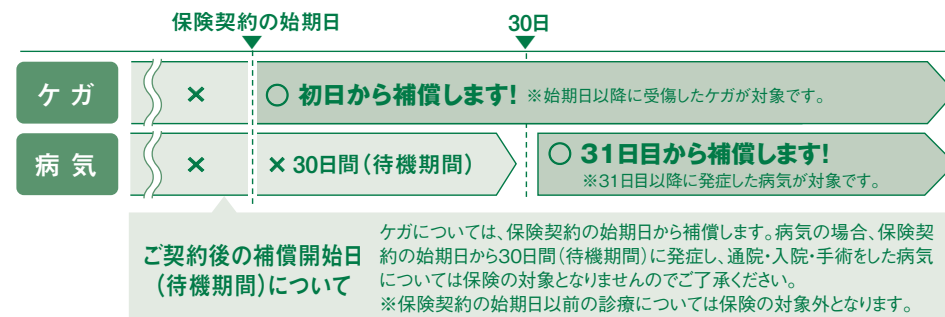 保険契約の始期日
30日
ケガ
×
○ 初日から補償します! ※始期日以降に受傷したケガが対象です。
病気
×
× 30日間(待機期間)
○ 31日目から補償します!
※31日目以降に発症した病気が対象です。
ご契約後の補償開始日
(待機期間)について
ケガについては、保険契約の始期日から補償します。病気の場合、保険契
約の始期日から30日間(待機期間)に発症し、通院・入院・手術をした病気
については保険の対象となりませんのでご了承ください。
※保険契約の始期日以前の診療については保険の対象外となります。